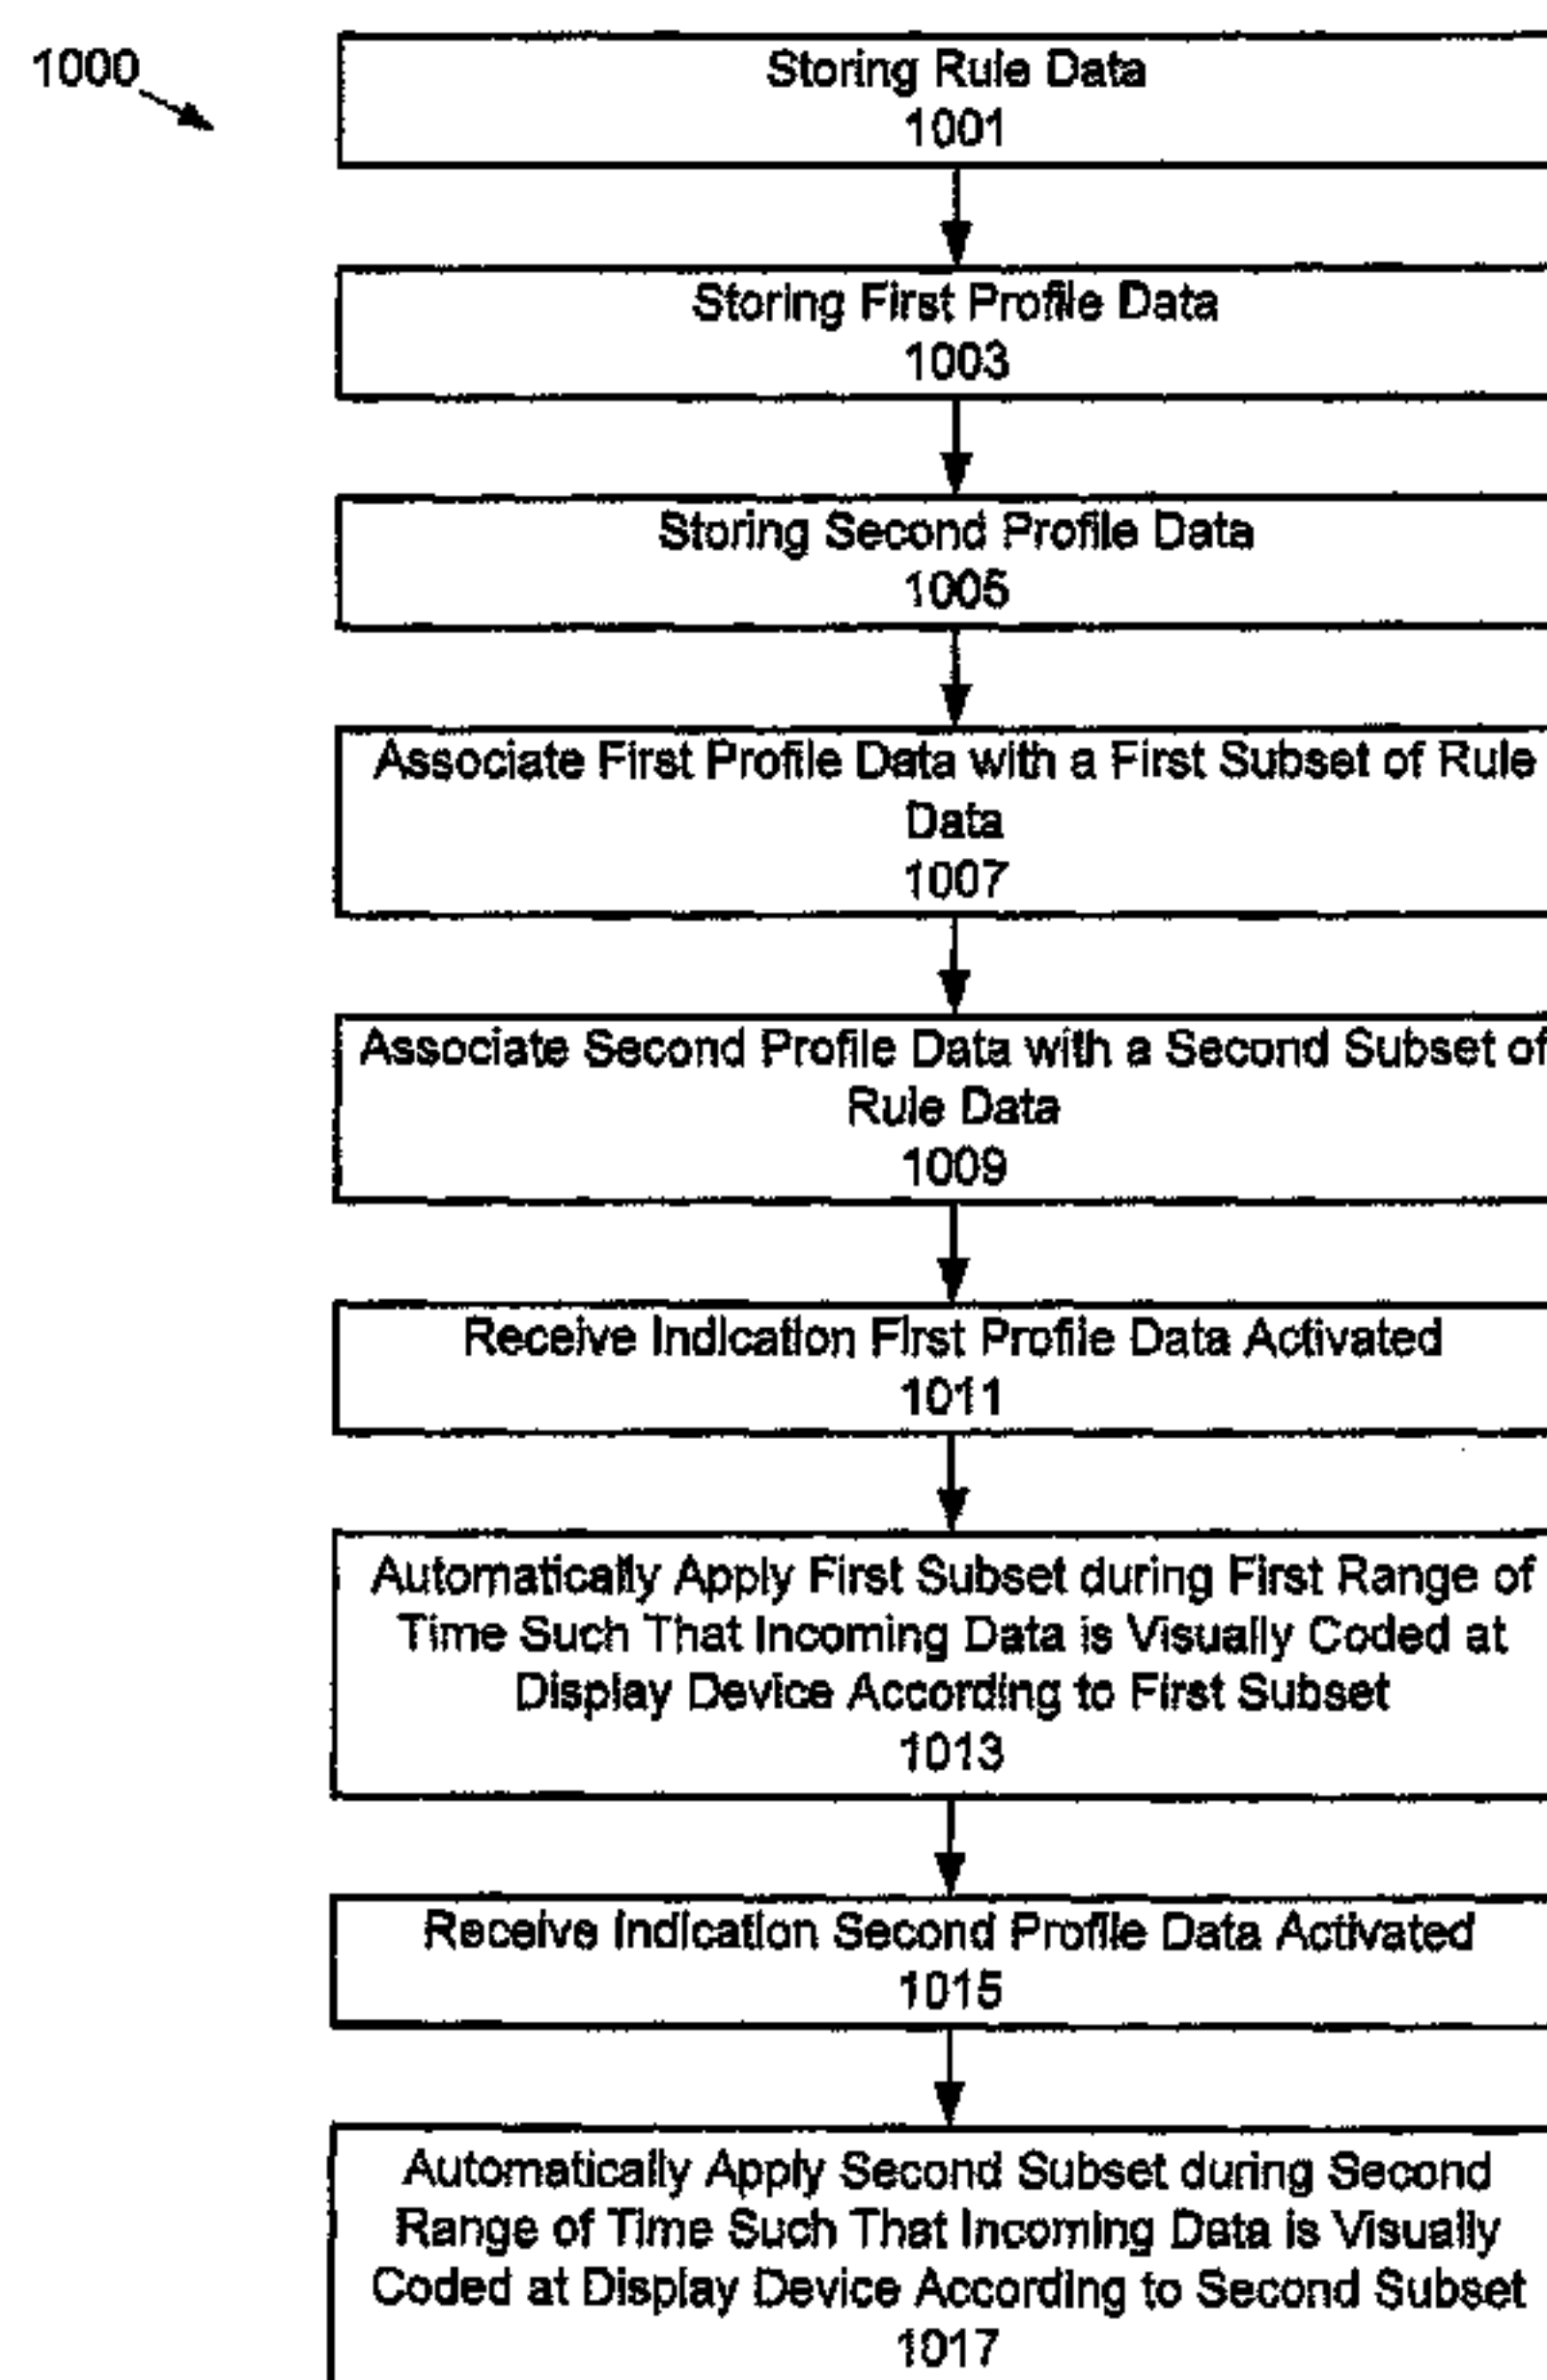 1000
Storing Rule Data
1001
Storing First Profile Data
1003
Storing Second Profile Data
1005
Associate First Profile Data with a First Subset of Rule
Data
1007
Associate Second Profile Data with a Second Subset of
Rule Data
1009
Receive Indication First Profile Data Activated
1011
Automatically Apply First Subset during First Range of
Time Such That Incoming Data is Visually Coded at
Display Device According to First Subset
1013
Receive Indication Second Profile Data Activated
1015
Automatically Apply Second Subset during Second
Range of Time Such That Incoming Data is Visually
Coded at Display Device According to Second Subset
1017